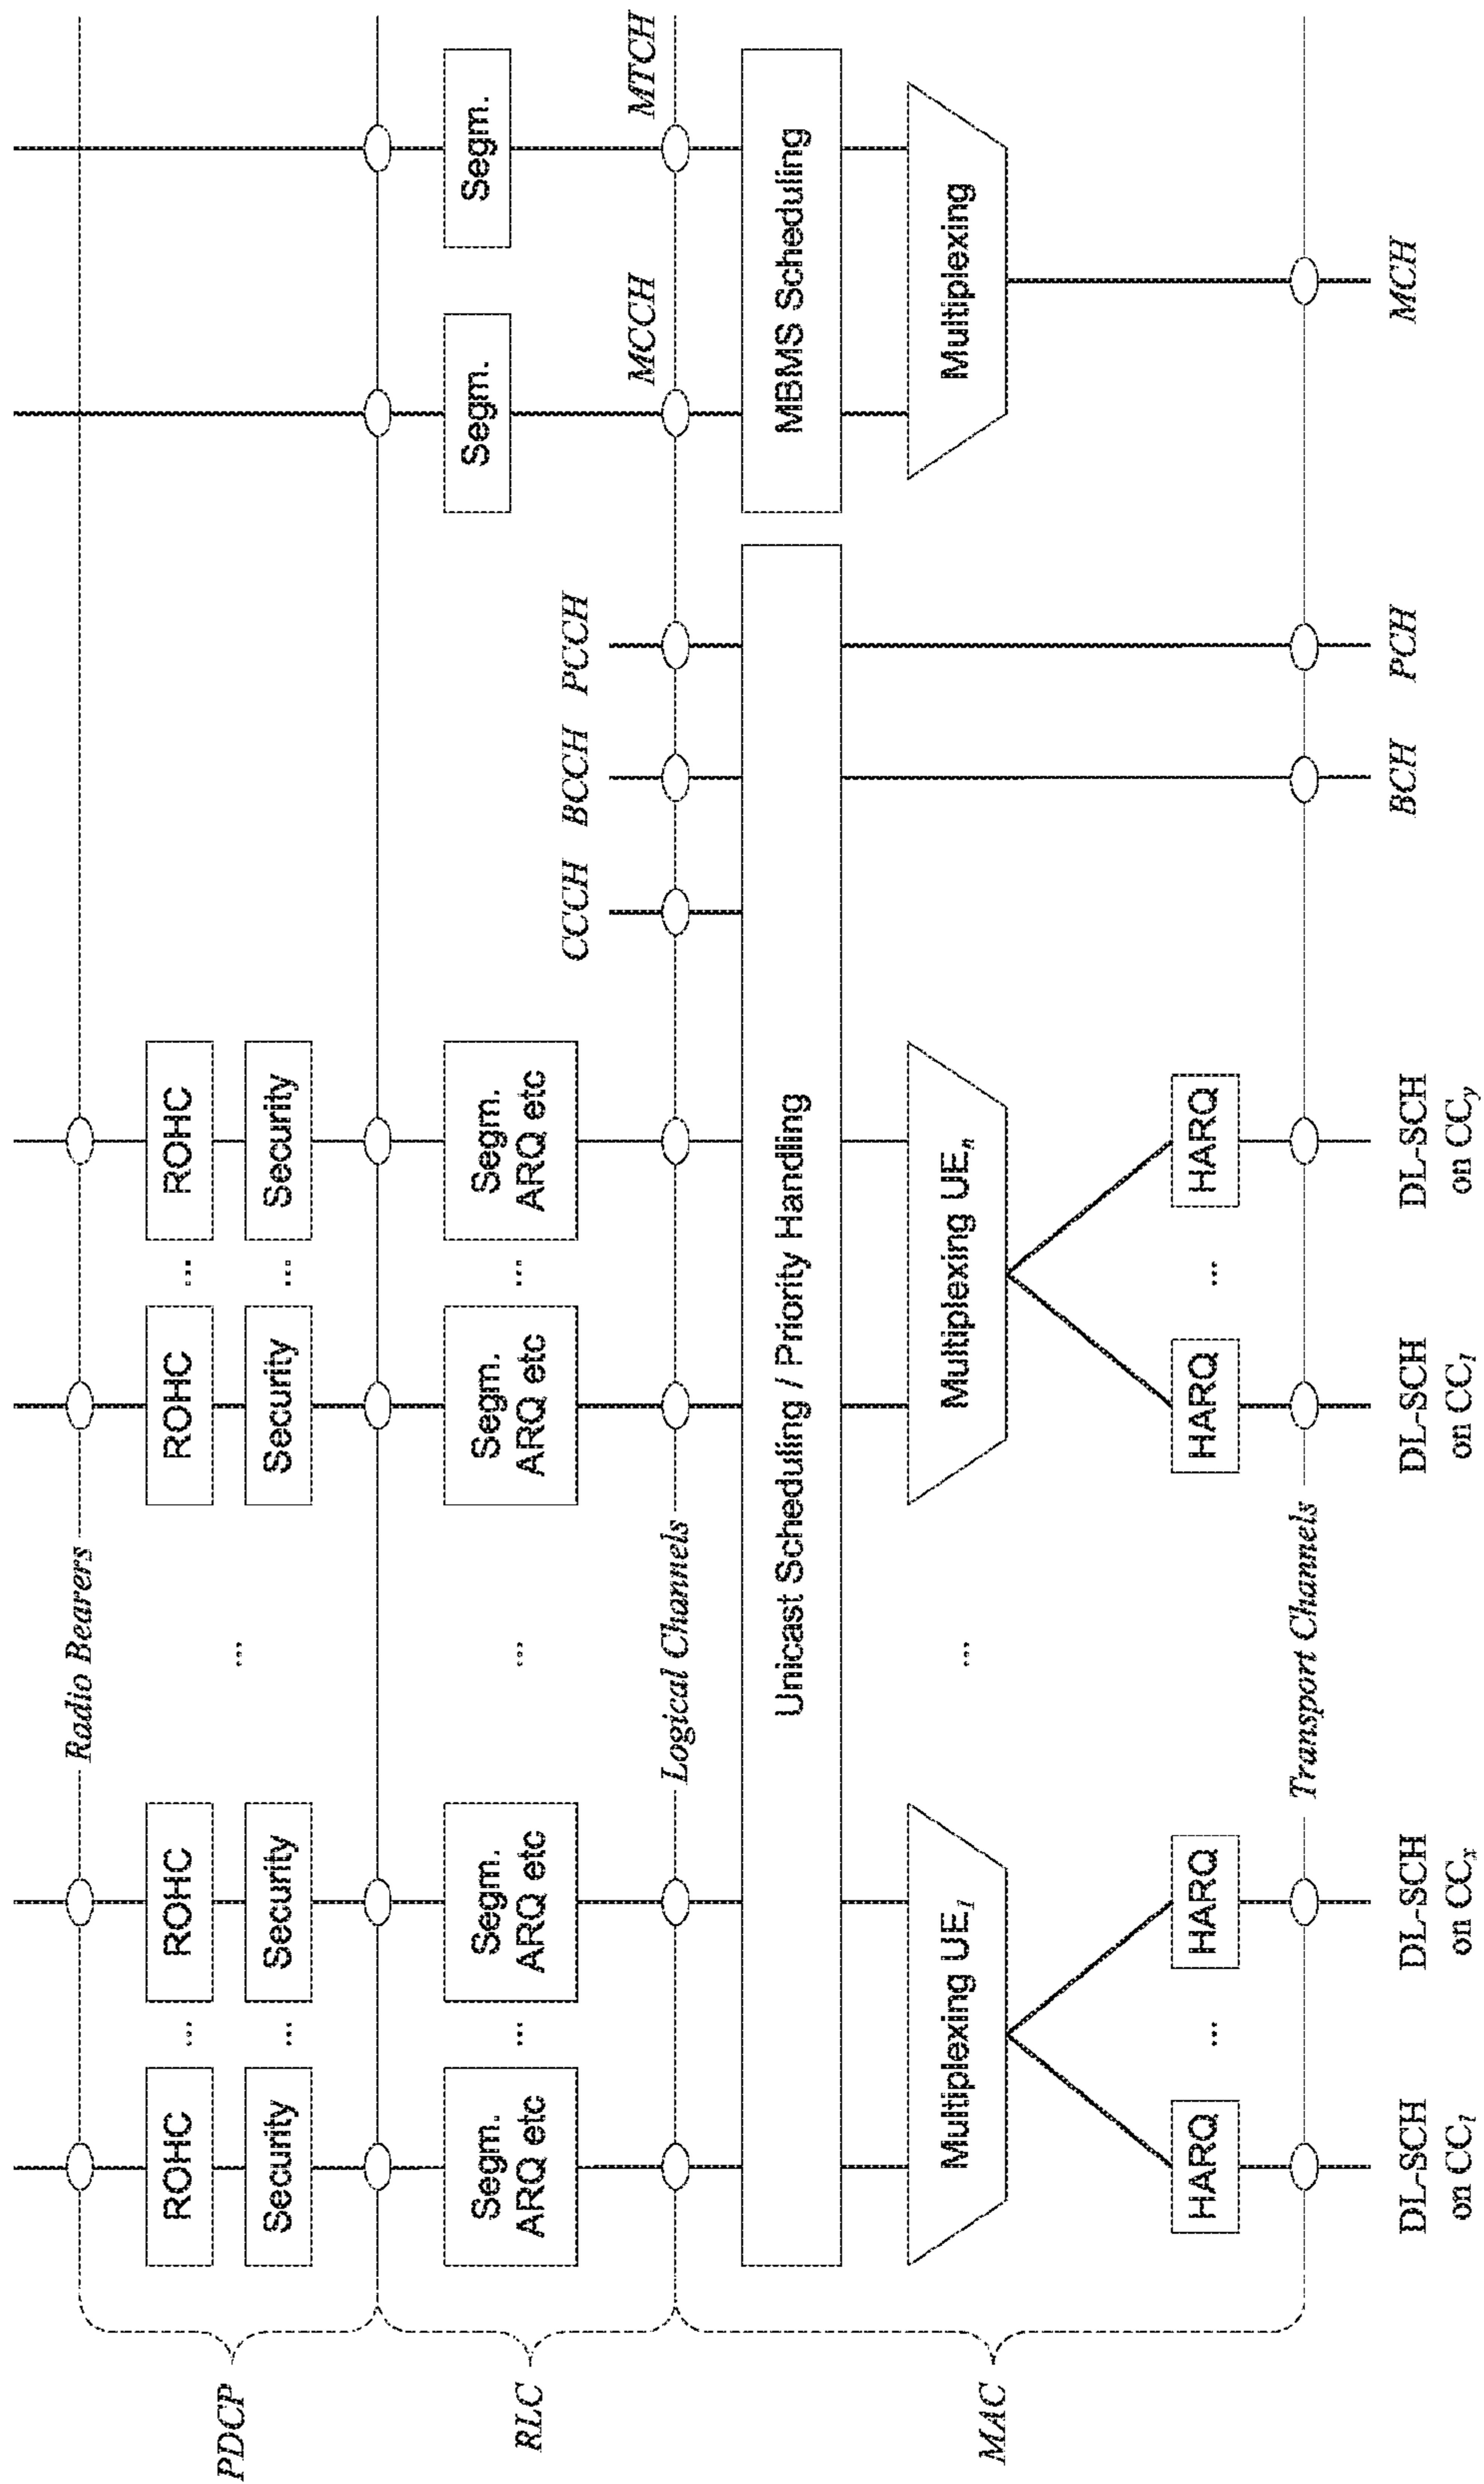 Radio Bearers
PDCP
ROHC
...
ROHC
ROHC
...
ROHC
...
Security
...
Security
Security
...
Security
RLC
Segm.
ARQ etc
...
Segm.
ARQ etc
...
Segm.
ARQ etc
...
Segm.
ARQ etc
Segm.
Segm.
CCCH
BCCH
PCCH
MCCH
MTCH
Logical Channels
Unicast Scheduling / Priority Handling
MBMS Scheduling
MAC
Multiplexing UE1
...
Multiplexing UEn
Multiplexing
HARQ
...
HARQ
HARQ
...
HARQ
Transport Channels
DL-SCH
on CC1
DL-SCH
on CCx
DL-SCH
on CC1
DL-SCH
on CCy
BCH
PCH
MCH